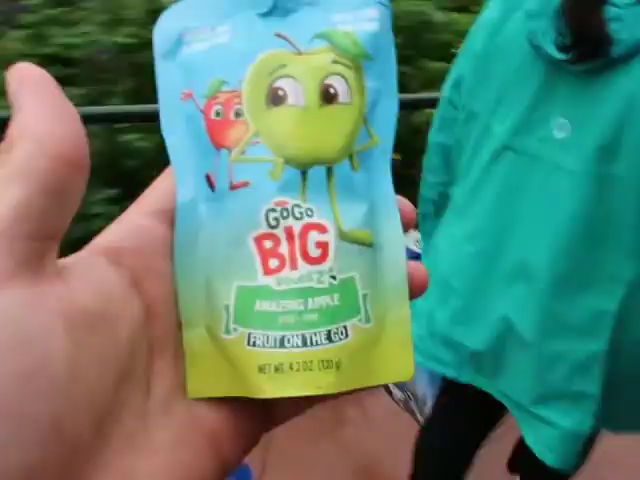 GoGo
BIG
AMAZING APPLE
FRUIT ON THE GO
NET WT. 4.2 OZ (120g)